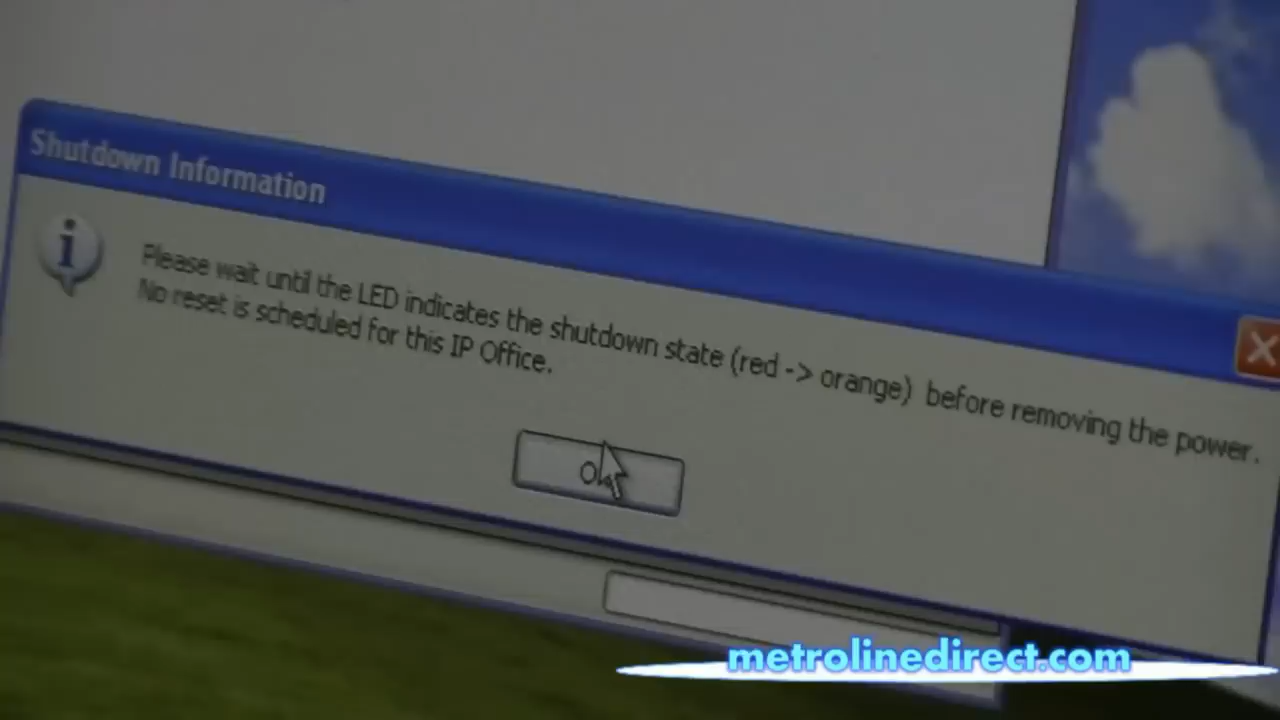 Shutdown Information
Please wait until the LED indicates the shutdown state (red -> orange) before removing the power.
No reset is scheduled for this IP Office.
metrolinedirect.com